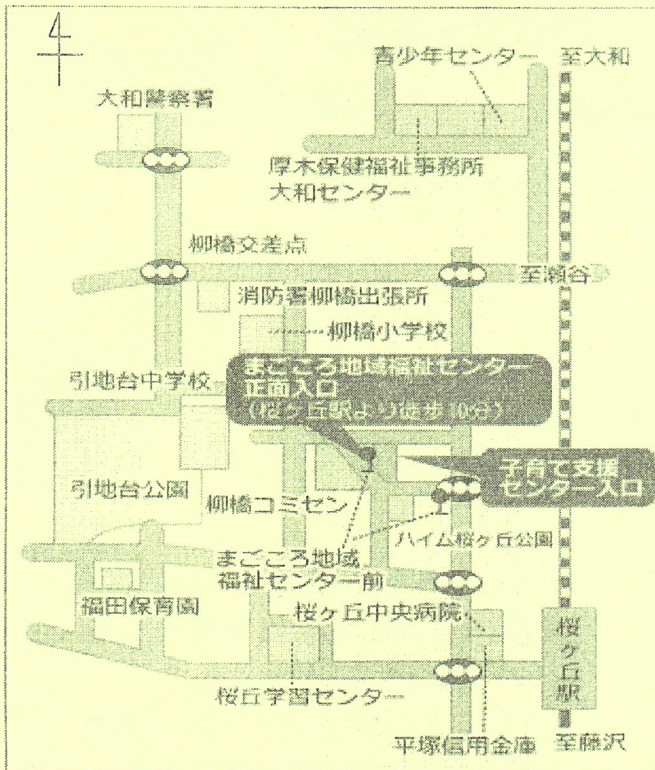 青少年センター
至大和
大和警察署
厚木保健福祉事務所
大和センター
柳橋交差点
至瀬谷
消防署柳橋出張所
柳橋小学校
まごころ地域福祉センター
正面入口
(桜ヶ丘駅より徒歩10分)
引地台中学校
子育て支援
センター入口
引地台公園
柳橋コミセン
ハイム桜ヶ丘公園
まごころ地域
福祉センター前
福田保育園
桜ヶ丘中央病院
桜ヶ丘駅
桜丘学習センター
平塚信用金庫
至藤沢